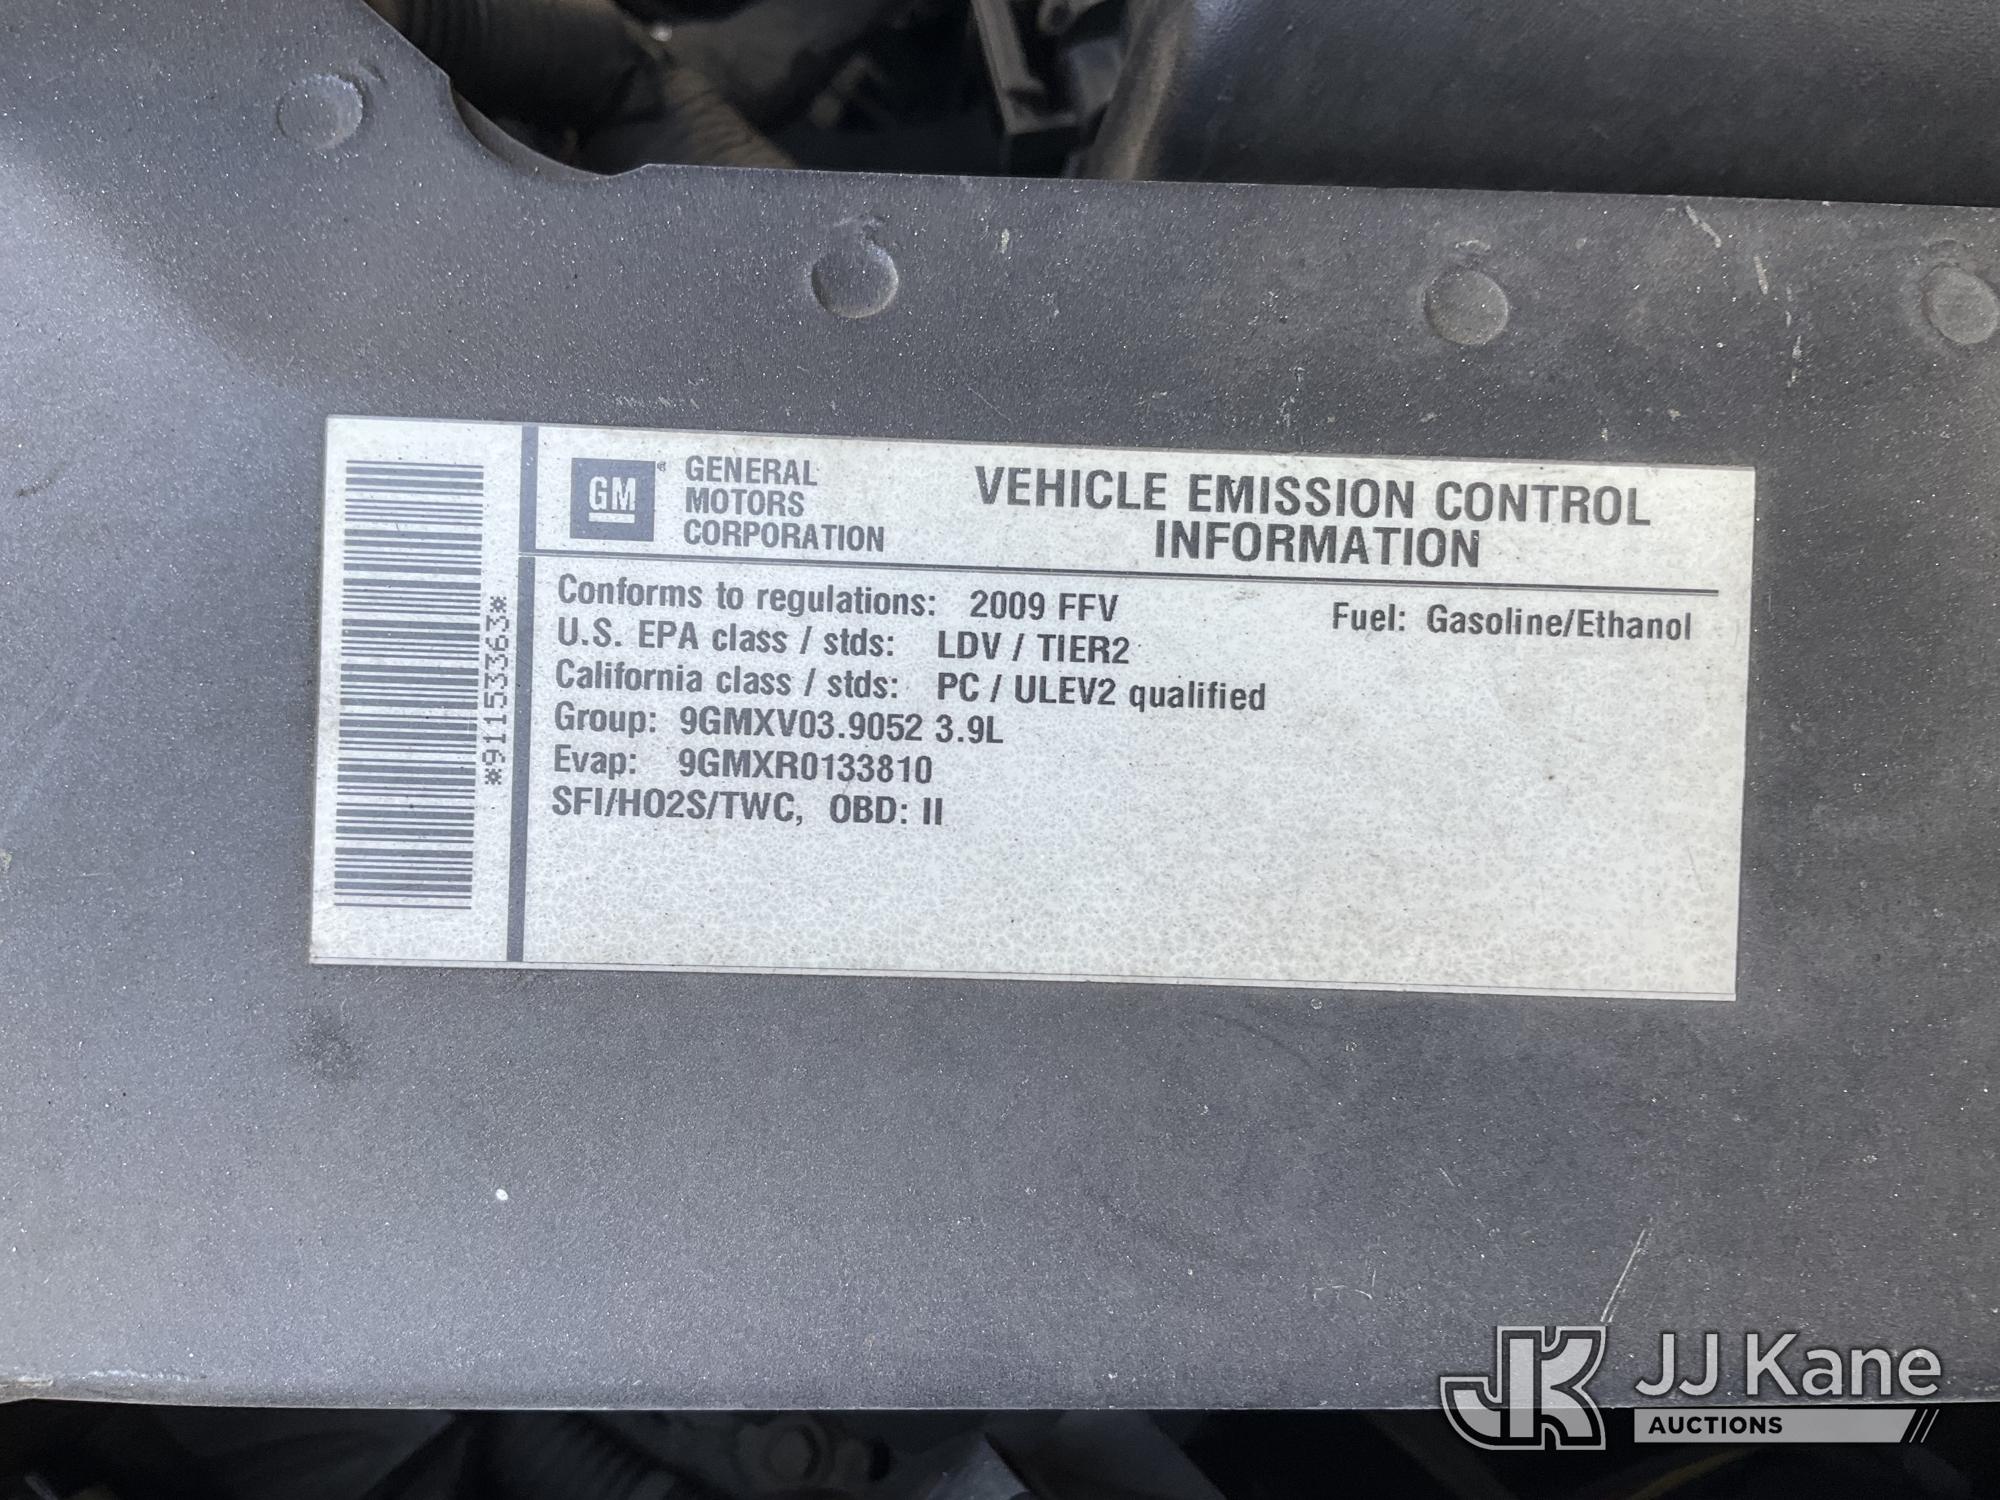 *91153363*
GM
GENERAL
MOTORS
CORPORATION
VEHICLE EMISSION CONTROL
INFORMATION
Conforms to regulations: 2009 FFV
Fuel: Gasoline/Ethanol
U.S. EPA class / stds: LDV / TIER2
California class / stds: PC / ULEV2 qualified
Group: 9GMXV03.9052 3.9L
Evap: 9GMXR0133810
SFI/HO2S/TWC, OBD: II
JK
JJ Kane
AUCTIONS